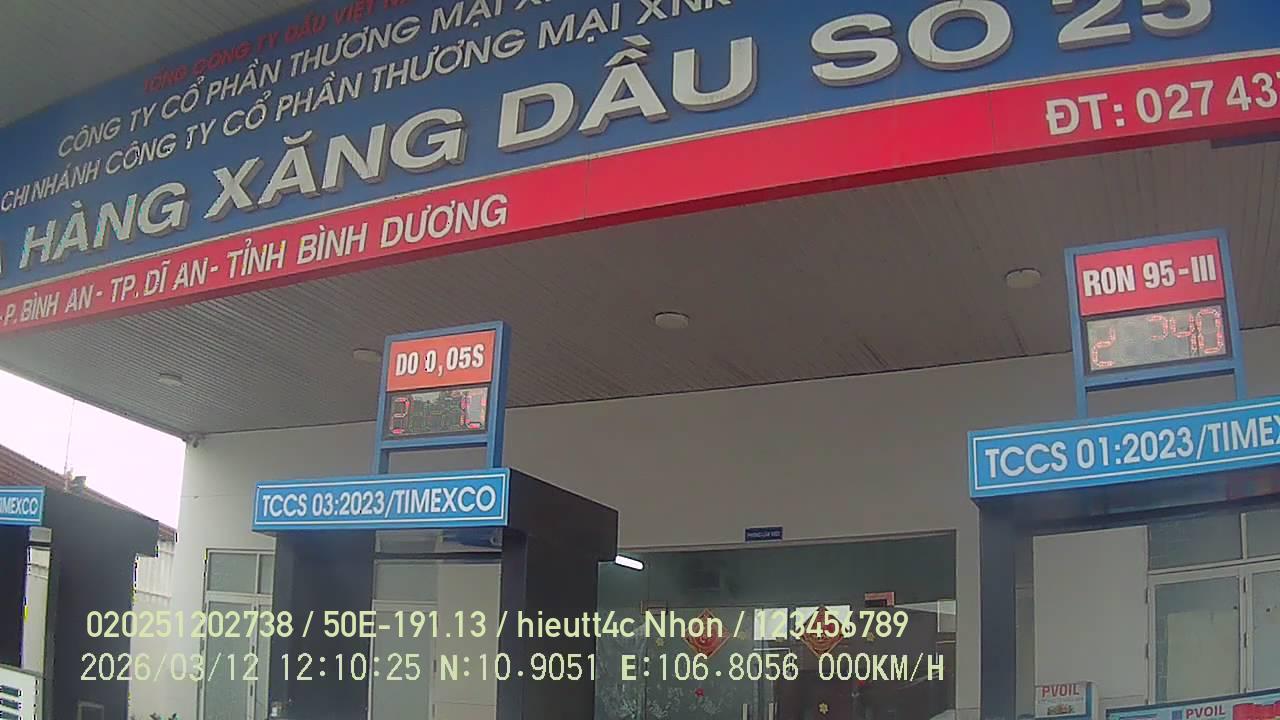 TỔNG CÔNG TY DẦU VIỆT
CÔNG TY CỔ PHẦN THƯƠNG MẠI
CHI NHÁNH CÔNG TY CỔ PHẦN THƯƠNG MẠI XNK
HÀNG XĂNG DẦU SỐ 25
P. BÌNH AN - TP. DĨ AN - TỈNH BÌNH DƯƠNG
ĐT: 027 43
RON 95-III
DO 0,05S
TCCS 01:2023/TIMEX
TCCS 03:2023/TIMEXCO
TIMEXCO
020251202738 / 50E-191.13 / hieutt4c Nhon / 123456789
2026/03/12 12:10:25 N:10.9051 E:106.8056 000KM/H
PVOIL
PVOIL